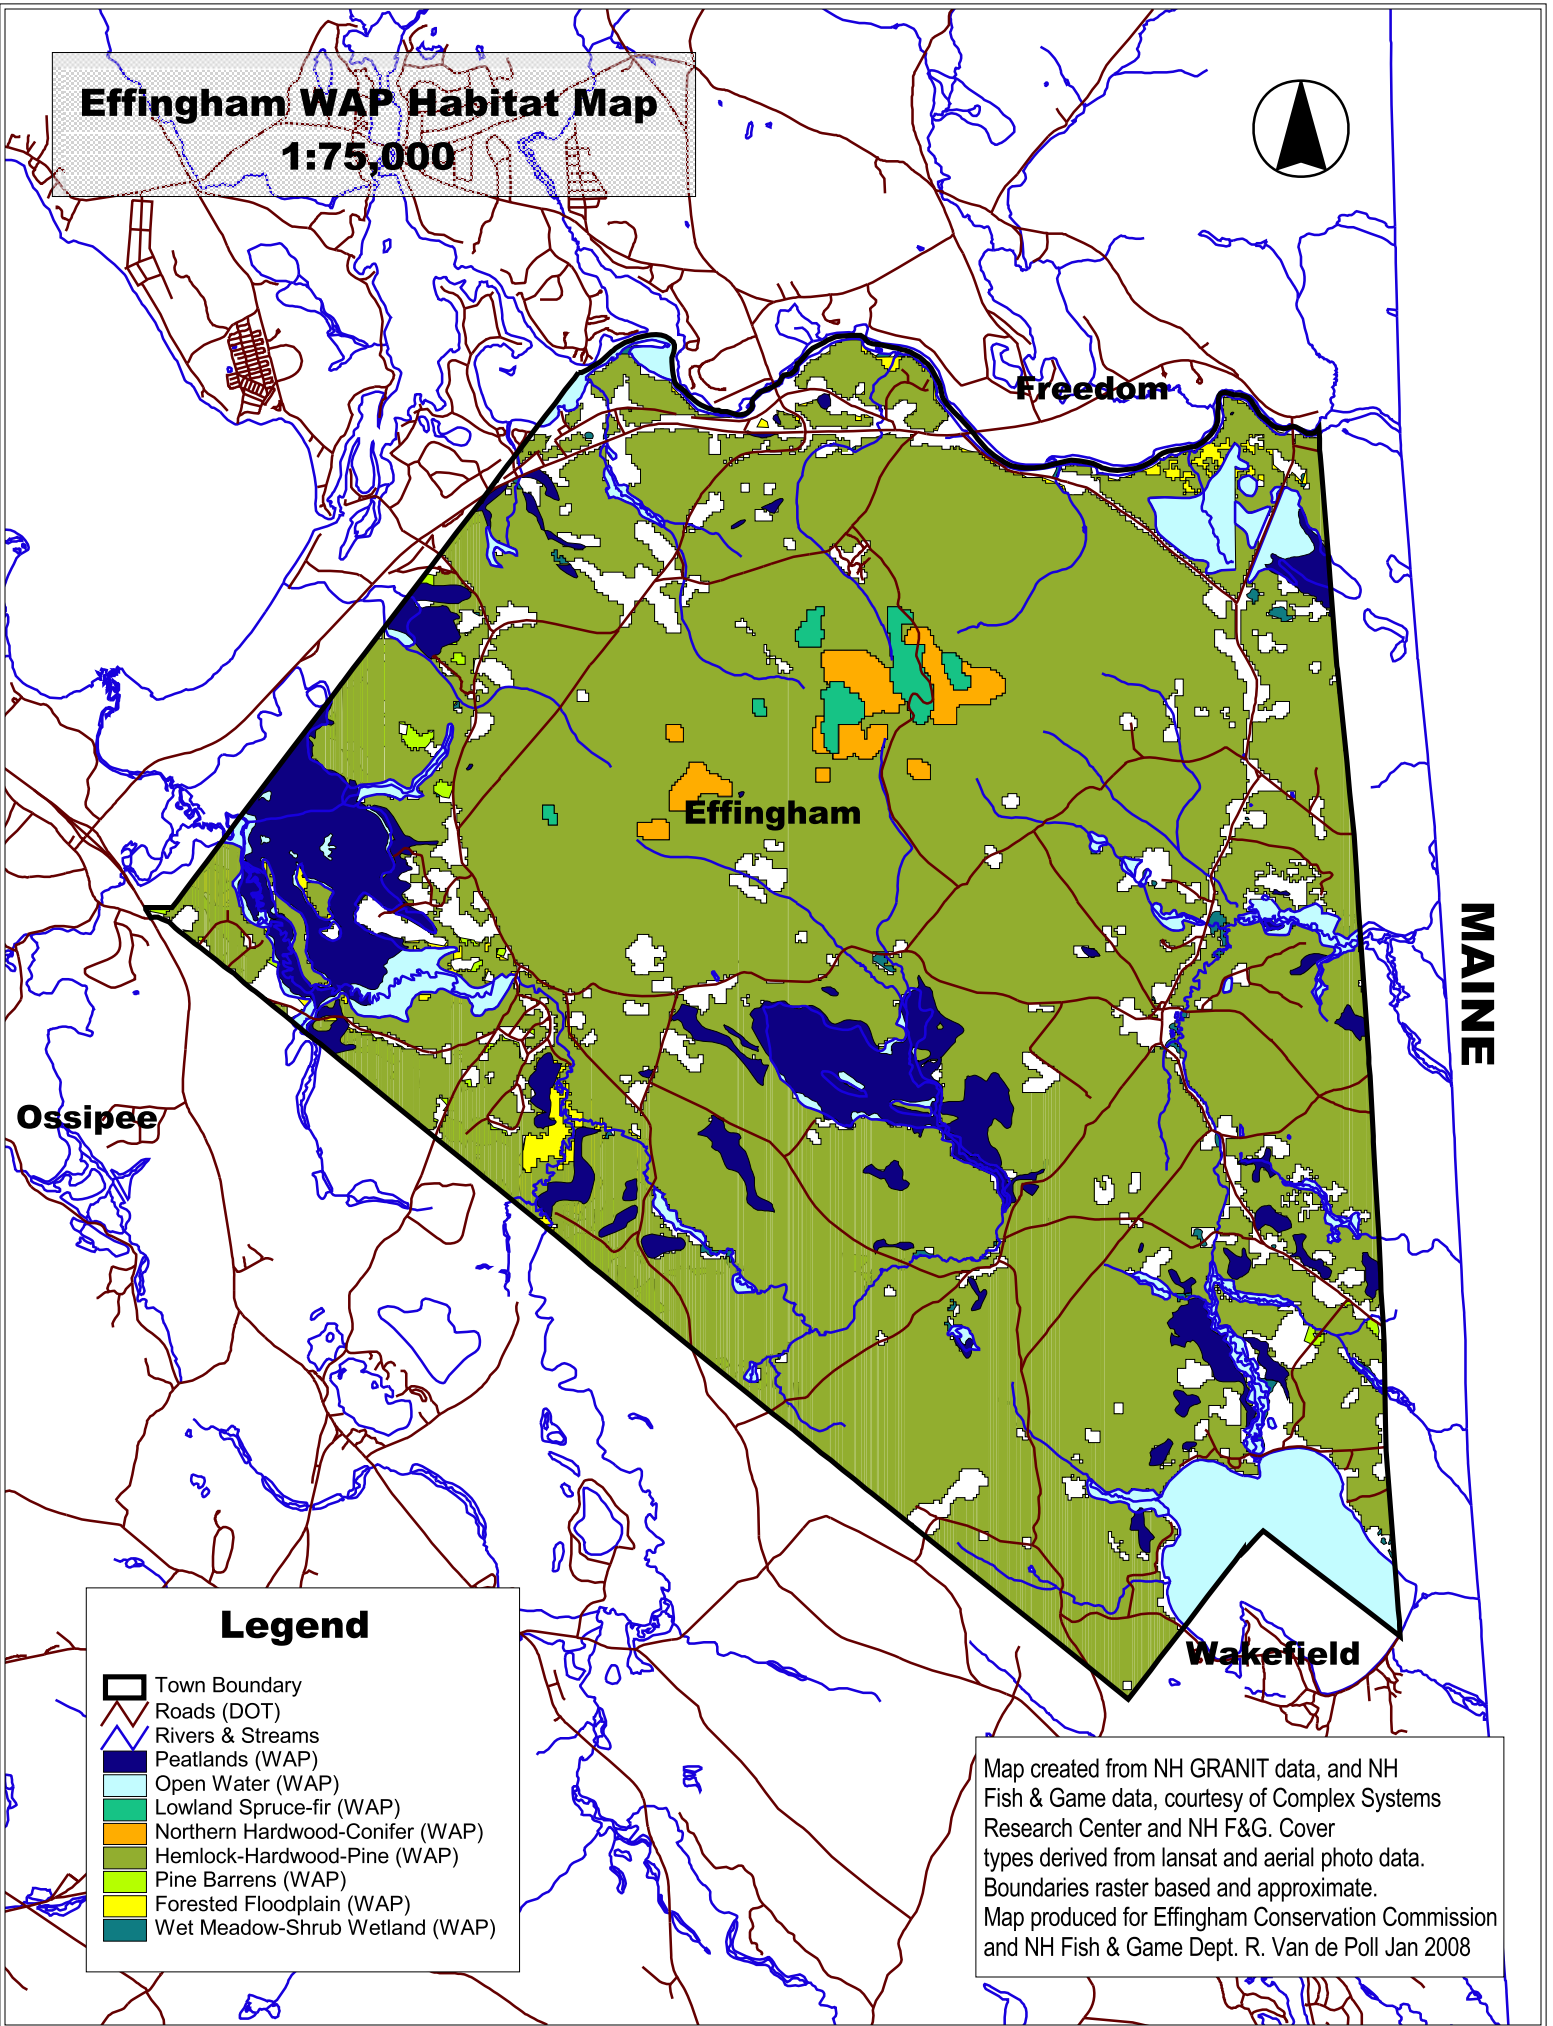 Effingham WAP Habitat Map
1:75,000
Freedom
Effingham
MAINE
Ossipee
Wakefield
Legend
Town Boundary
Roads (DOT)
Rivers & Streams
Peatlands (WAP)
Open Water (WAP)
Lowland Spruce-fir (WAP)
Northern Hardwood-Conifer (WAP)
Hemlock-Hardwood-Pine (WAP)
Pine Barrens (WAP)
Forested Floodplain (WAP)
Wet Meadow-Shrub Wetland (WAP)
Map created from NH GRANIT data, and NH
Fish & Game data, courtesy of Complex Systems
Research Center and NH F&G. Cover
types derived from lansat and aerial photo data.
Boundaries raster based and approximate.
Map produced for Effingham Conservation Commission
and NH Fish & Game Dept. R. Van de Poll Jan 2008